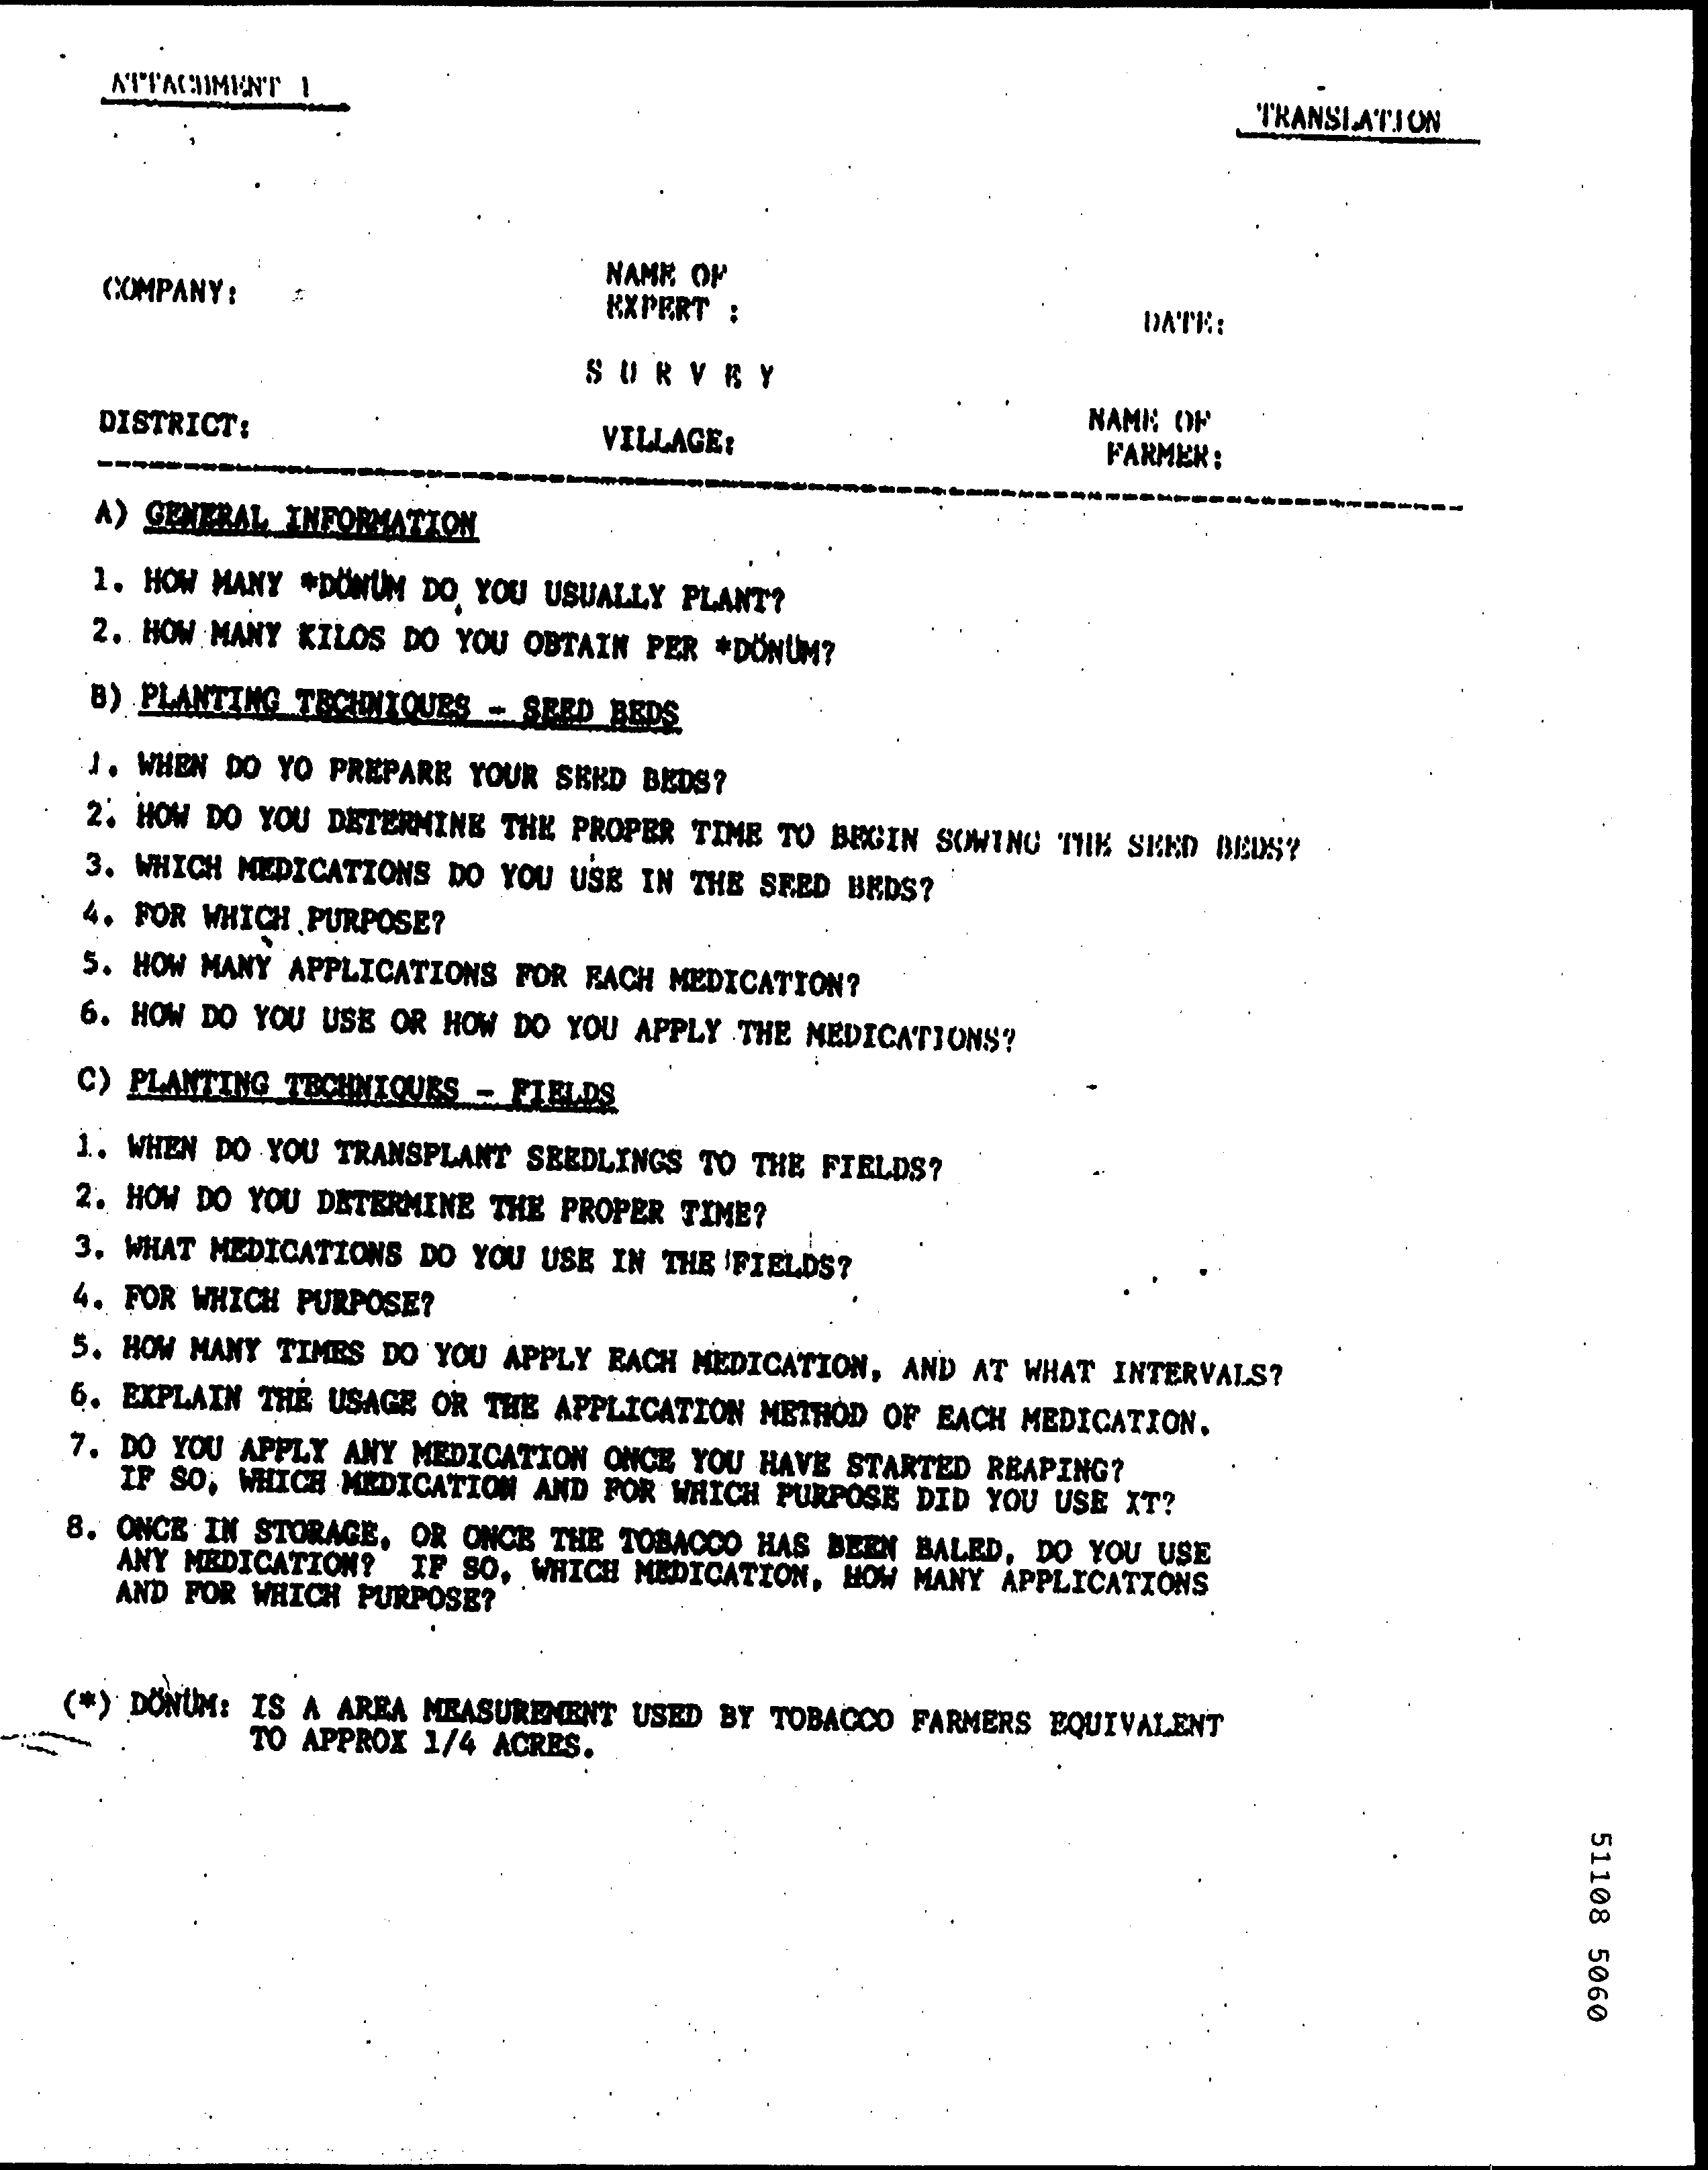 ATTACHMENT 1
TRANSLATION
COMPANY:
NAME OF
EXPERT :
DATE:
S U R V E Y
DISTRICT:
VILLAGE:
NAME OF
FARMER:
A) GENERAL INFORMATION
1. HOW MANY *DÖNÜM DO YOU USUALLY PLANT?
2. HOW MANY KILOS DO YOU OBTAIN PER *DÖNÜM?
B) PLANTING TECHNIQUES - SEED BEDS
1. WHEN DO YO PREPARE YOUR SEED BEDS?
2. HOW DO YOU DETERMINE THE PROPER TIME TO BEGIN SOWING THE SEED BEDS?
3. WHICH MEDICATIONS DO YOU USE IN THE SEED BEDS?
4. FOR WHICH PURPOSE?
5. HOW MANY APPLICATIONS FOR EACH MEDICATION?
6. HOW DO YOU USE OR HOW DO YOU APPLY THE MEDICATIONS?
C) PLANTING TECHNIQUES - FIELDS
1. WHEN DO YOU TRANSPLANT SEEDLINGS TO THE FIELDS?
2. HOW DO YOU DETERMINE THE PROPER TIME?
3. WHAT MEDICATIONS DO YOU USE IN THE FIELDS?
4. FOR WHICH PURPOSE?
5. HOW MANY TIMES DO YOU APPLY EACH MEDICATION, AND AT WHAT INTERVALS?
6. EXPLAIN THE USAGE OR THE APPLICATION METHOD OF EACH MEDICATION.
7. DO YOU APPLY ANY MEDICATION ONCE YOU HAVE STARTED REAPING?
IF SO, WHICH MEDICATION AND FOR WHICH PURPOSE DID YOU USE IT?
8. ONCE IN STORAGE, OR ONCE THE TOBACCO HAS BEEN BALED, DO YOU USE
ANY MEDICATION? IF SO, WHICH MEDICATION, HOW MANY APPLICATIONS
AND FOR WHICH PURPOSE?
(*) DÖNÜM: IS A AREA MEASUREMENT USED BY TOBACCO FARMERS EQUIVALENT
TO APPROX 1/4 ACRES.
51108 5060